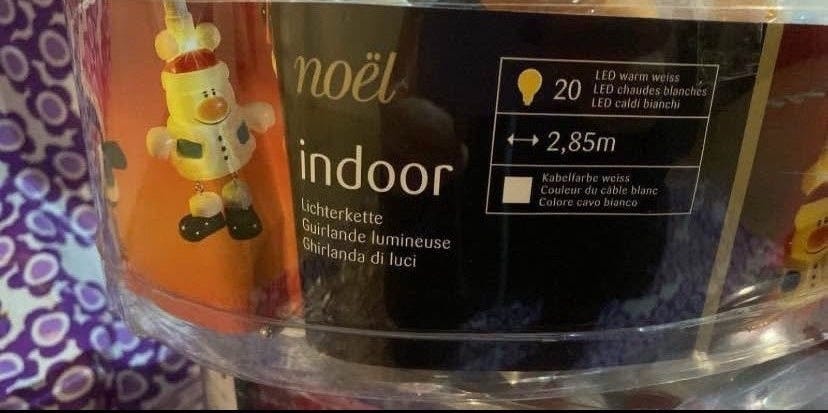 noël
indoor
Lichterkette
Guirlande lumineuse
Ghirlanda di luci
20
LED warm weiss
LED chaudes blanches
LED caldi bianchi
2,85m
Kabelfarbe weiss
Couleur du câble blanc
Colore cavo bianco